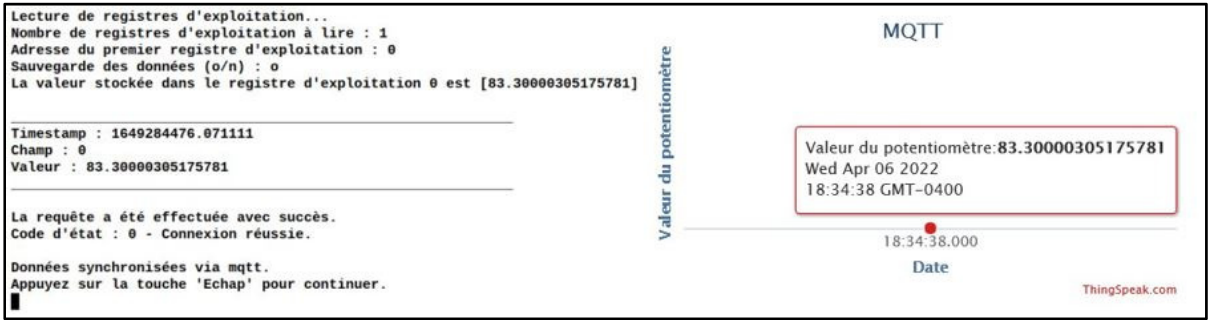 Lecture de registres d'exploitation...
Nombre de registres d'exploitation à lire : 1
Adresse du premier registre d'exploitation : 0
Sauvegarde des données (o/n) : o
La valeur stockée dans le registre d'exploitation 0 est [83.30000305175781]
Timestamp : 1649284476.071111
Champ : 0
Valeur : 83.30000305175781
La requête a été effectuée avec succès.
Code d'état : 0 - Connexion réussie.
Données synchronisées via mqtt.
Appuyez sur la touche 'Echap' pour continuer.
MQTT
Valeur du potentiomètre
Valeur du potentiomètre:83.30000305175781
Wed Apr 06 2022
18:34:38 GMT-0400
18:34:38.000
Date
ThingSpeak.com